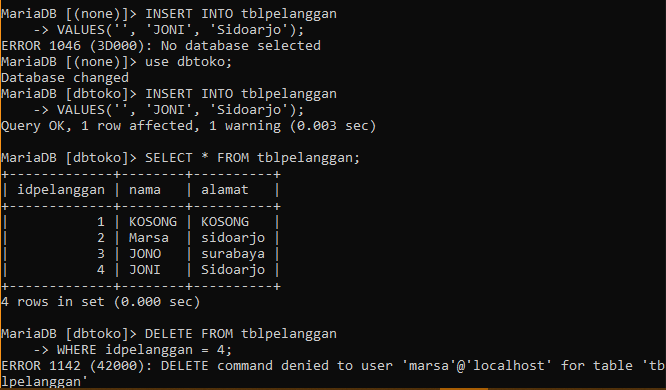 MariaDB [(none)]> INSERT INTO tblpelanggan
    -> VALUES('', 'JONI', 'Sidoarjo');
ERROR 1046 (3D000): No database selected
MariaDB [(none)]> use dbtoko;
Database changed
MariaDB [dbtoko]> INSERT INTO tblpelanggan
    -> VALUES('', 'JONI', 'Sidoarjo');
Query OK, 1 row affected, 1 warning (0.003 sec)

MariaDB [dbtoko]> SELECT * FROM tblpelanggan;
+-------------+--------+----------+
| idpelanggan | nama   | alamat   |
+-------------+--------+----------+
|           1 | KOSONG | KOSONG   |
|           2 | Marsa  | sidoarjo |
|           3 | JONO   | surabaya |
|           4 | JONI   | Sidoarjo |
+-------------+--------+----------+
4 rows in set (0.000 sec)

MariaDB [dbtoko]> DELETE FROM tblpelanggan
    -> WHERE idpelanggan = 4;
ERROR 1142 (42000): DELETE command denied to user 'marsa'@'localhost' for table 'tb
lpelanggan'